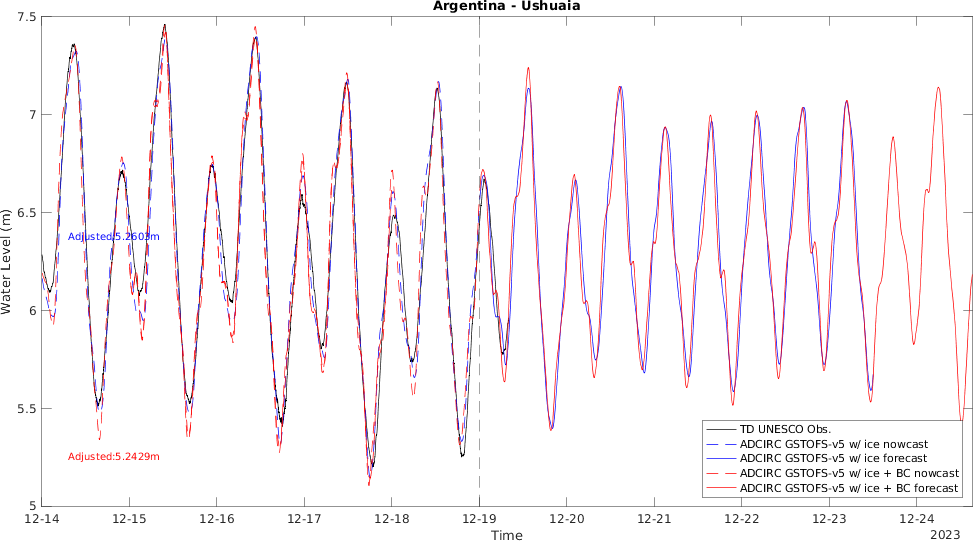 Argentina - Ushuaia
7.5
7
6.5
6
5.5
5
Water Level (m)
Adjusted:5.2603m
Adjusted:5.2429m
TD UNESCO Obs.
ADCIRC GSTOFS-v5 w/ ice nowcast
ADCIRC GSTOFS-v5 w/ ice forecast
ADCIRC GSTOFS-v5 w/ ice + BC nowcast
ADCIRC GSTOFS-v5 w/ ice + BC forecast
12-14 12-15 12-16 12-17 12-18 12-19 12-20 12-21 12-22 12-23 12-24
Time
2023